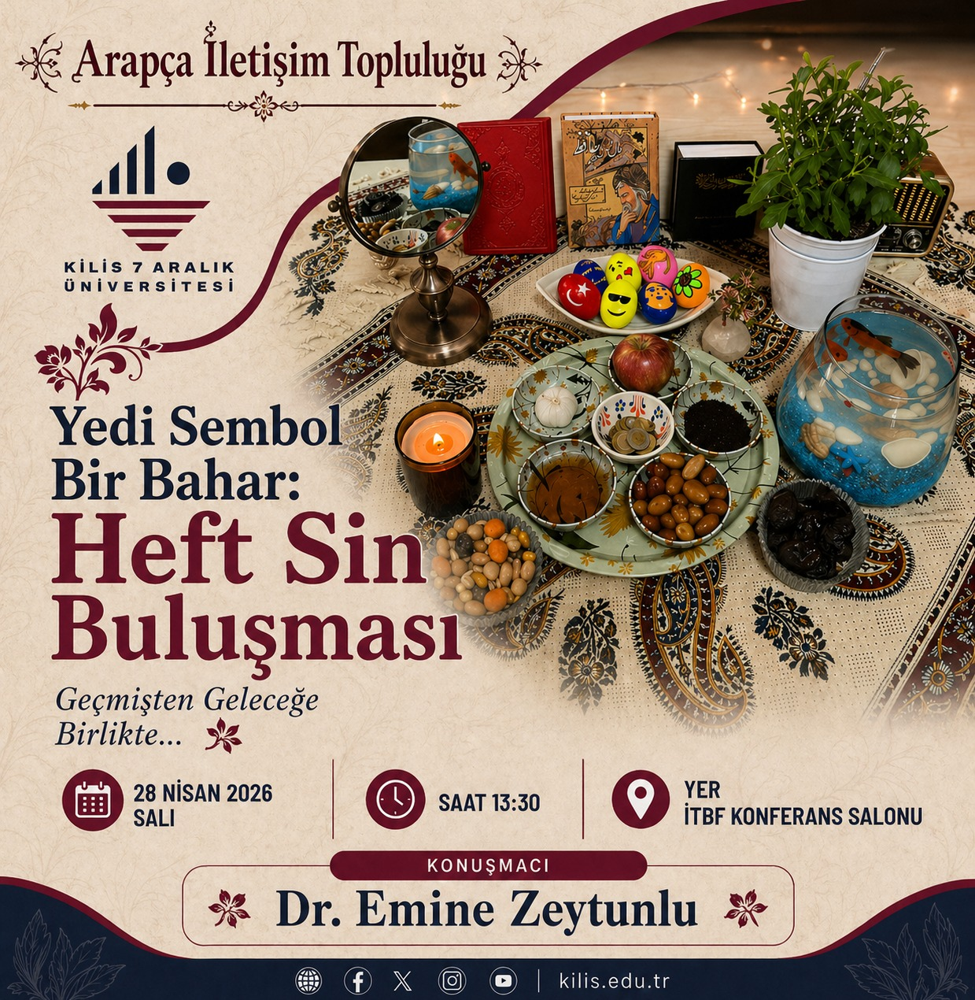 Arapça İletişim Topluluğu
KİLİS 7 ARALIK
ÜNİVERSİTESİ
Yedi Sembol
Bir Bahar:
Heft Sin
Buluşması
Geçmişten Geleceğe
Birlikte...
28 NİSAN 2026
SALI
SAAT 13:30
YER
İTBF KONFERANS SALONU
KONUŞMACI
Dr. Emine Zeytunlu
kilis.edu.tr